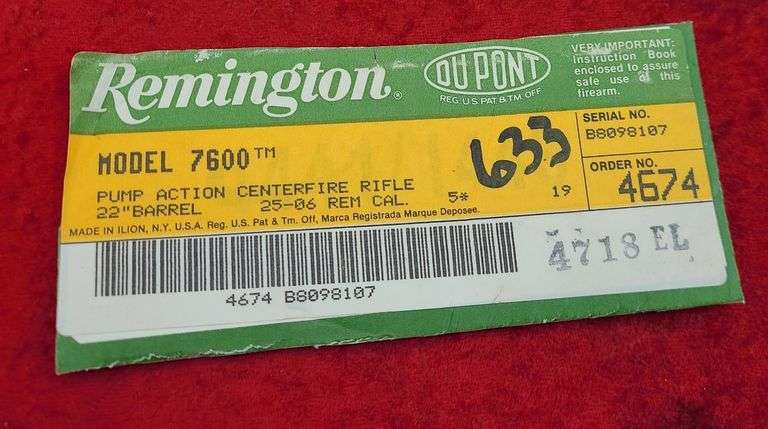 Remington®
DU PONT
REG. U.S. PAT & TM. OFF
VERY IMPORTANT:
Instruction Book
enclosed to assure
safe use of this
firearm.
MODEL 7600™
633
SERIAL NO.
B8098107
PUMP ACTION CENTERFIRE RIFLE
22"BARREL 25-06 REM CAL. 5* 19
ORDER NO.
4674
MADE IN ILION, N.Y. U.S.A. Reg. U.S. Pat & Tm. Off, Marca Registrada Marque Deposee.
4674 B8098107
4718 EL